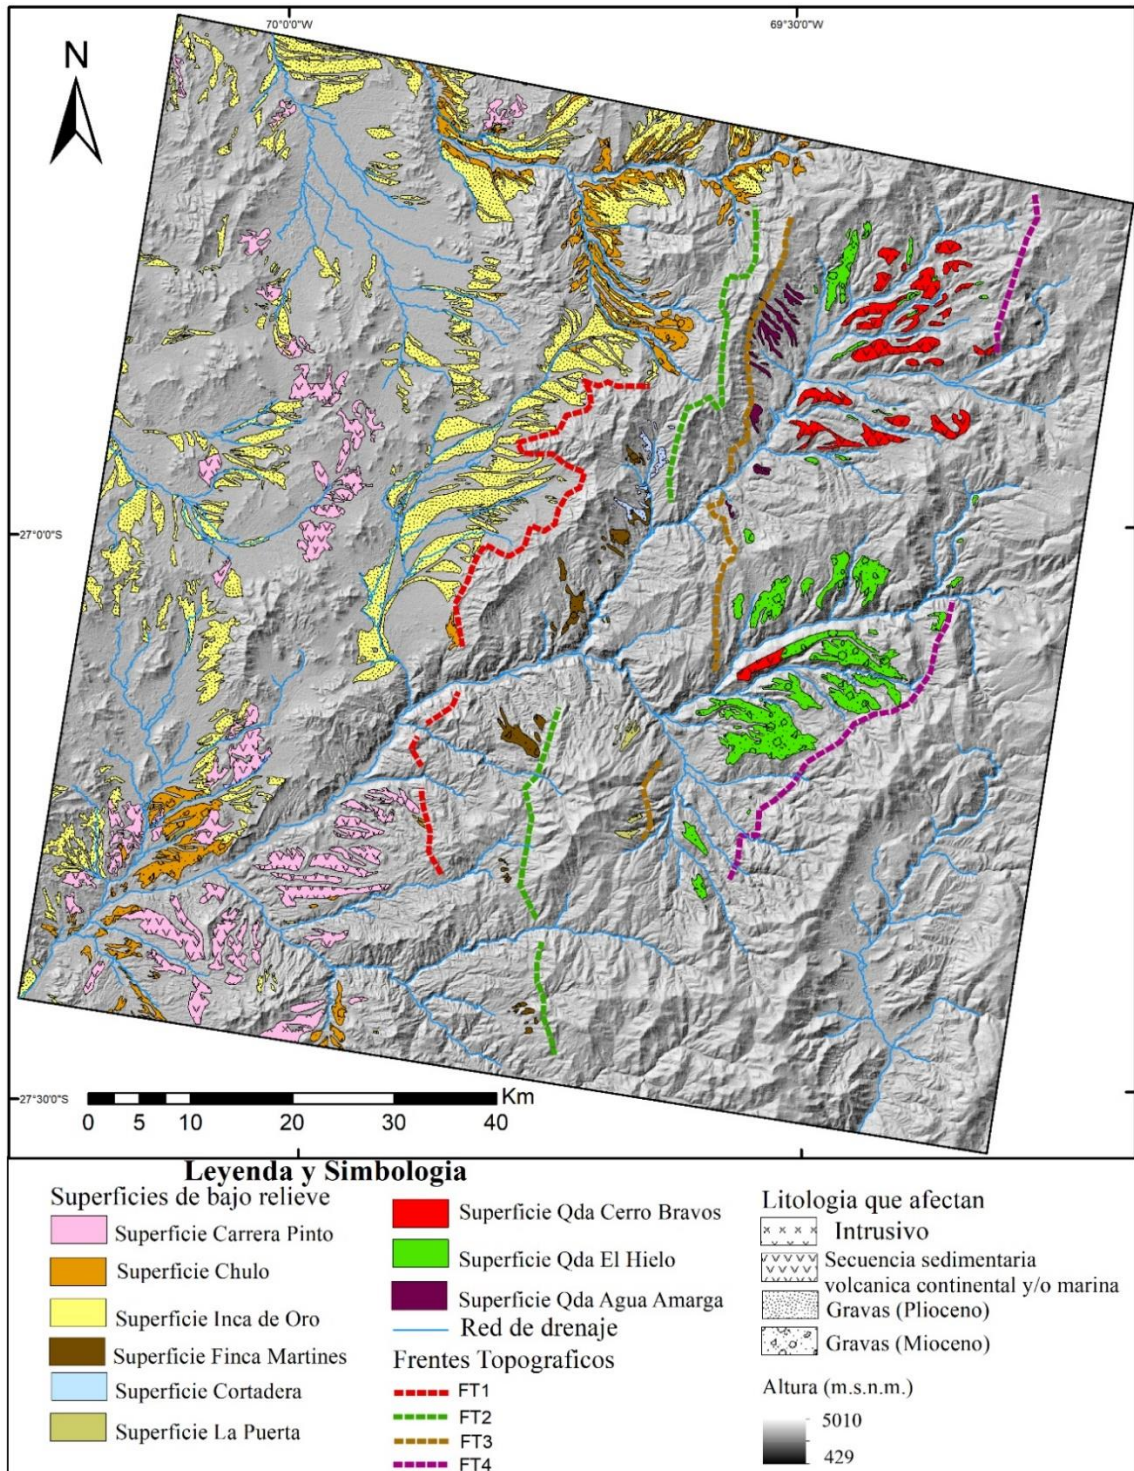 70°0'0"W
69°30'0"W
N
27°0'0"S
27°30'0"S
Km
0 5 10 20 30 40
Leyenda y Simbologia
Superficies de bajo relieve
Superficie Carrera Pinto
Superficie Chulo
Superficie Inca de Oro
Superficie Finca Martines
Superficie Cortadera
Superficie La Puerta
Superficie Qda Cerro Bravos
Superficie Qda El Hielo
Superficie Qda Agua Amarga
Red de drenaje
Frentes Topograficos
FT1
FT2
FT3
FT4
Litologia que afectan
Intrusivo
Secuencia sedimentaria
volcanica continental y/o marina
Gravas (Plioceno)
Gravas (Mioceno)
Altura (m.s.n.m.)
5010
429